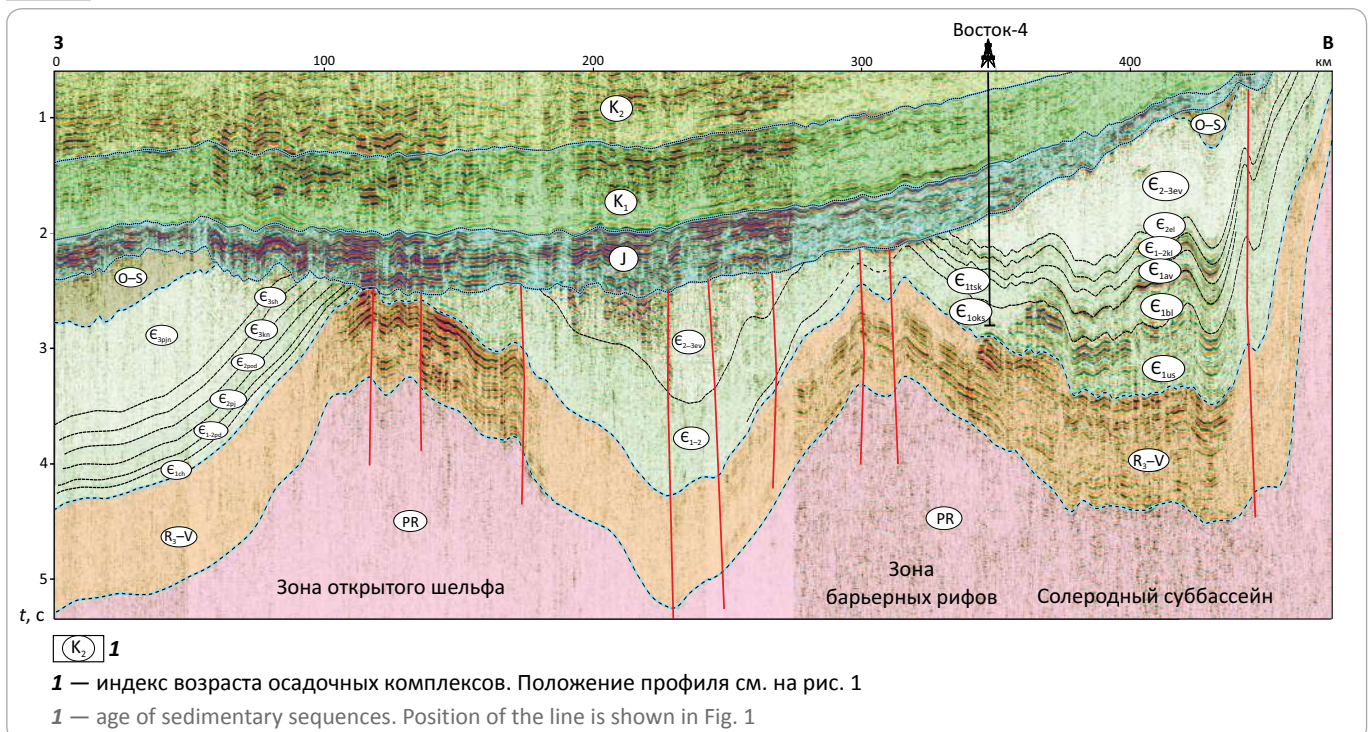 Восток-4
З В
0 100 200 300 400 км
1
2
3
4
5
t, с
K₂
K₁
J
O–S
O–S
Є₂₋₃ev
Є₂el
Є₁₋₂kl
Є₁av
Є₁bl
Є₁us
Є₁tsk
Є₁oks
Є₃sh
Є₃kn
Є₃pjn
Є₂pod
Є₂pj
Є₁₋₂pd
Є₁ch
Є₂₋₃ev
Є₁₋₂
R₃–V
R₃–V
PR
PR
Зона открытого шельфа
Зона
барьерных рифов
Солеродный суббассейн
K₂ 1
1 — индекс возраста осадочных комплексов. Положение профиля см. на рис. 1
1 — age of sedimentary sequences. Position of the line is shown in Fig. 1